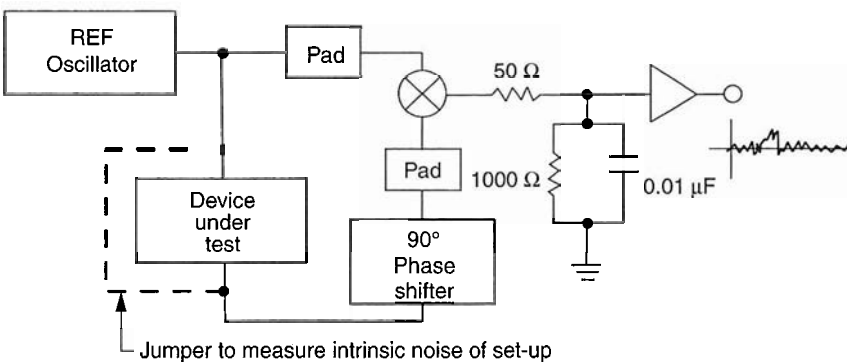 REF
Oscillator
Pad
50 Ω
Pad
1000 Ω
0.01 μF
Device
under
test
90°
Phase
shifter
Jumper to measure intrinsic noise of set-up